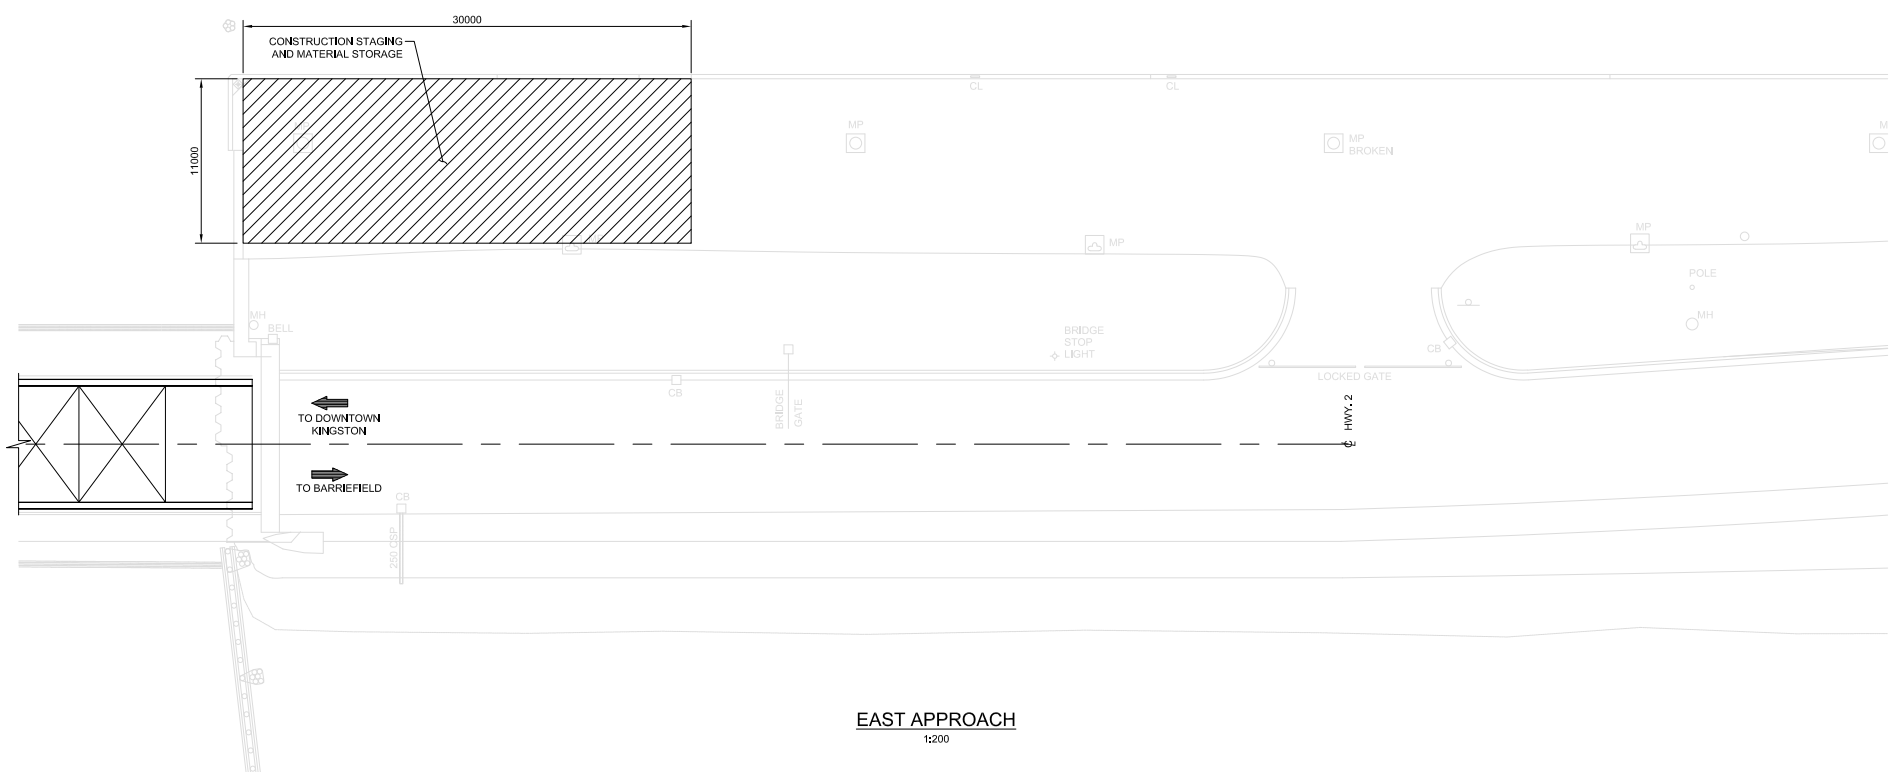 30000
CONSTRUCTION STAGING
AND MATERIAL STORAGE
11000
CL
CL
MP
MP
MP
BROKEN
MP
MP
MP
POLE
MH
MH
BELL
BRIDGE
STOP
LIGHT
CB
LOCKED GATE
CB
BRIDGE
GATE
HWY. 2
TO DOWNTOWN
KINGSTON
TO BARRIEFIELD
CB
250 CSP
EAST APPROACH
1:200